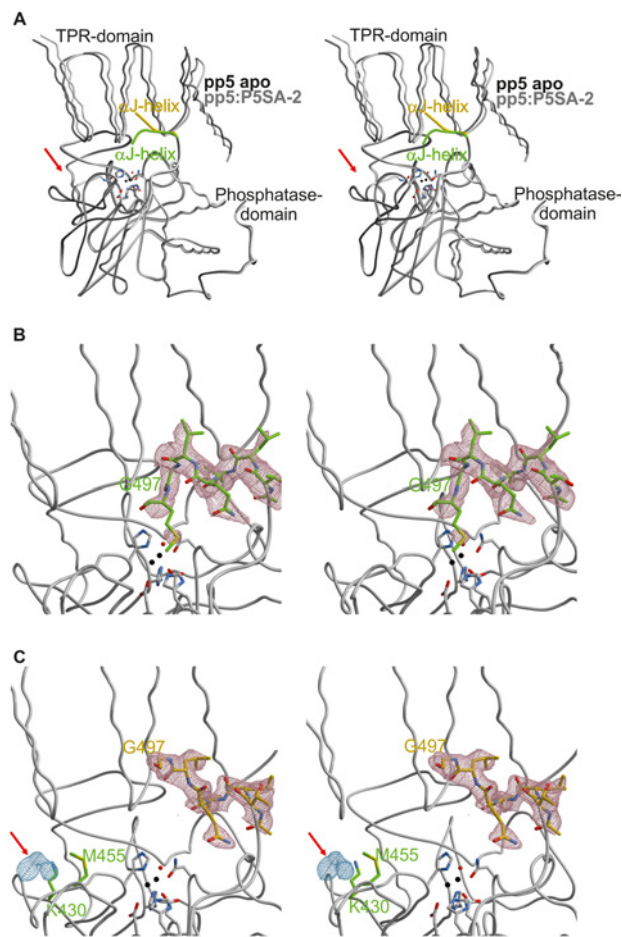 A
TPR-domain
pp5 apo
pp5:P5SA-2
αJ-helix
αJ-helix
Phosphatase-
domain
TPR-domain
pp5 apo
pp5:P5SA-2
αJ-helix
αJ-helix
Phosphatase-
domain
B
G497
G497
C
G497
M455
K430
G497
M455
K430